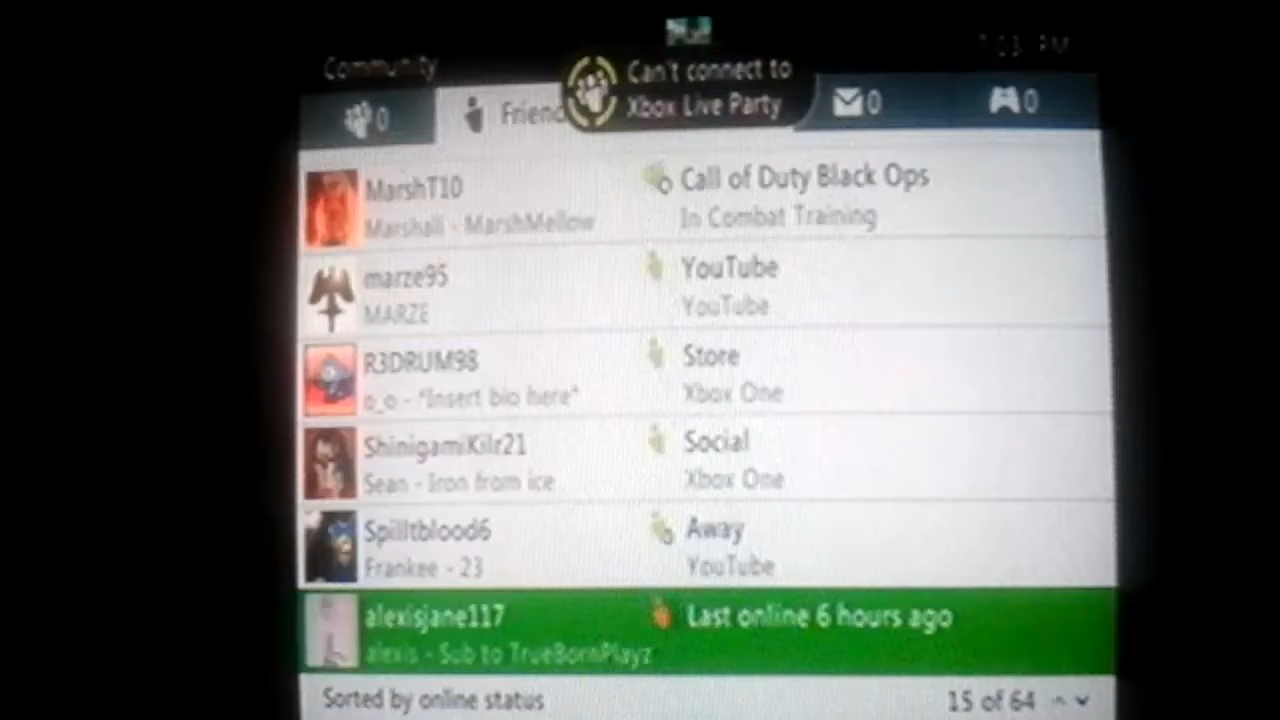 Community
Can't connect to
Xbox Live Party
0
Friend
0
0
MarshT10
Marshall - MarshMellow
Call of Duty Black Ops
In Combat Training
marze95
MARZE
YouTube
YouTube
R3DRUM98
o_o - *Insert bio here*
Store
Xbox One
ShinigamiKilr21
Sean - Iron from ice
Social
Xbox One
Spilltblood6
Frankee - 23
Away
YouTube
alexisjane117
alexis - Sub to TrueBornPlayz
Last online 6 hours ago
Sorted by online status
15 of 64